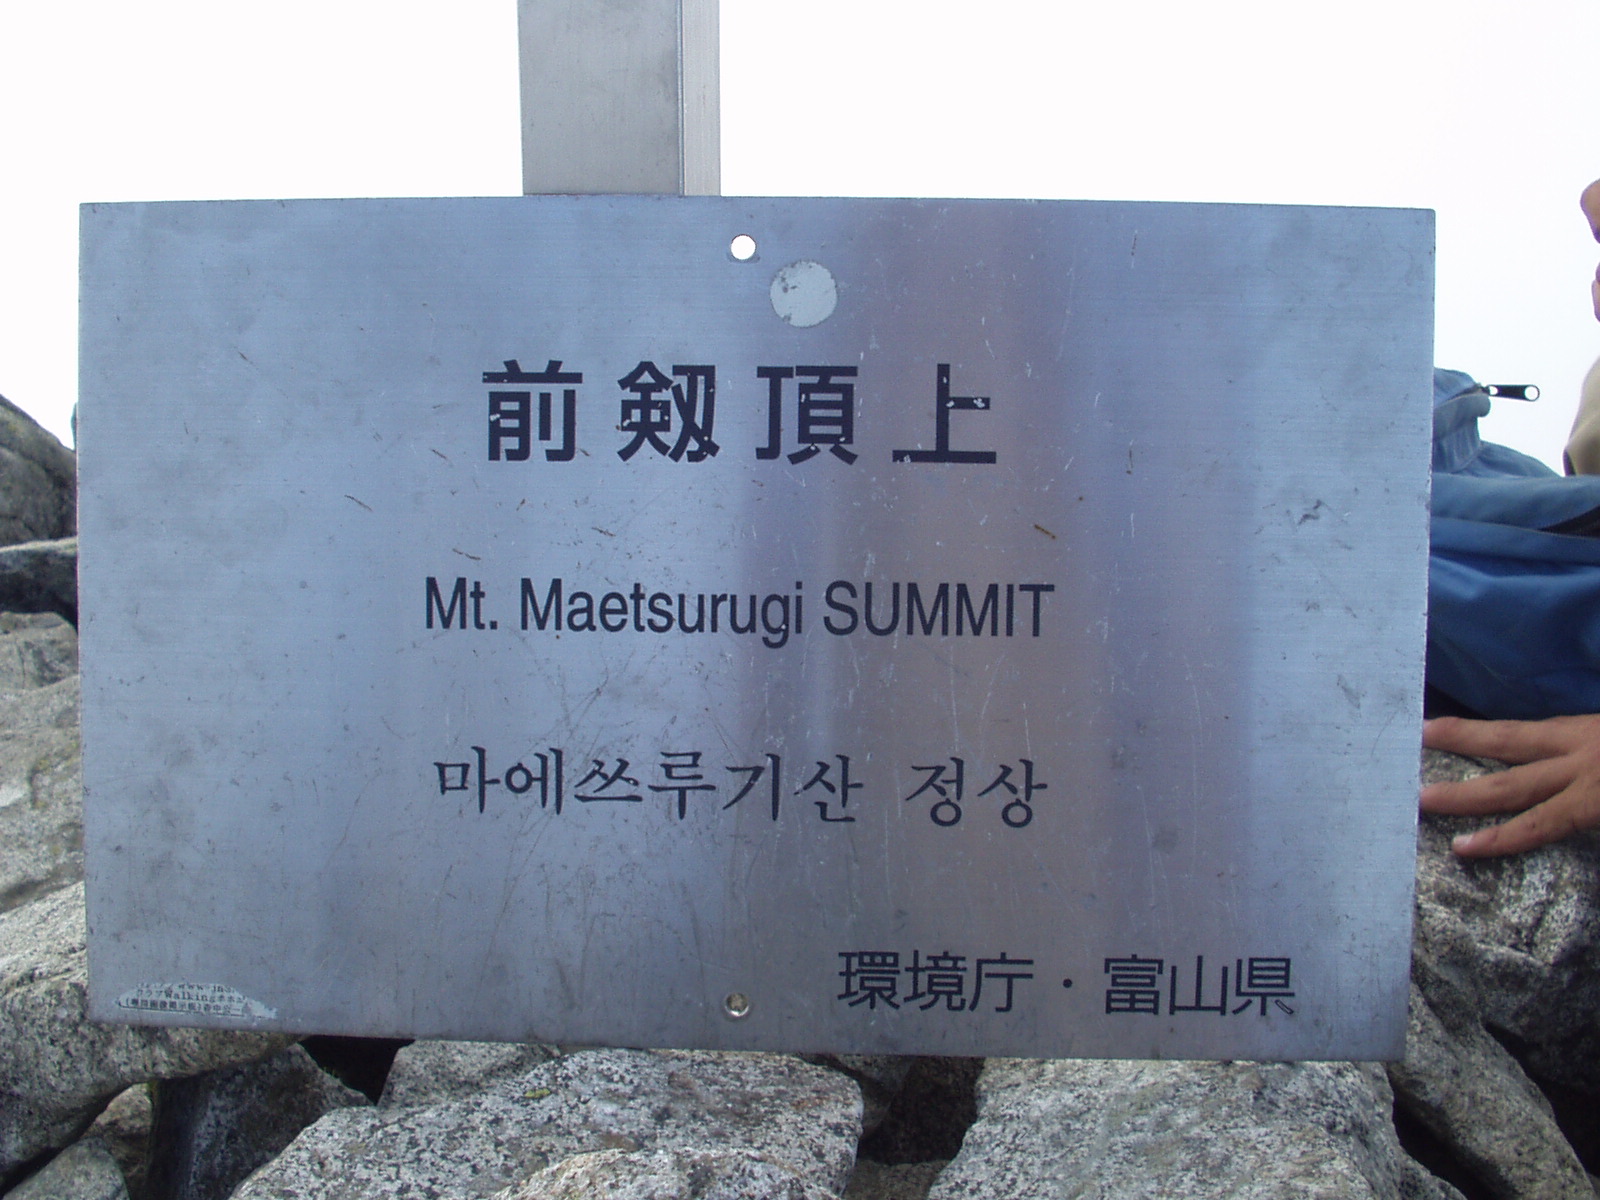 前剱頂上
Mt. Maetsurugi SUMMIT
마에쓰루기산 정상
環境庁・富山県
Walking